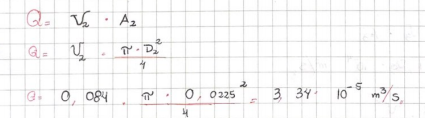 Q = V₂ · A₂
Q = V₂ · π · D₂² / 4
Q = 0,084 · π · 0,0225² / 4 = 3,34 · 10⁻⁵ m³/s,